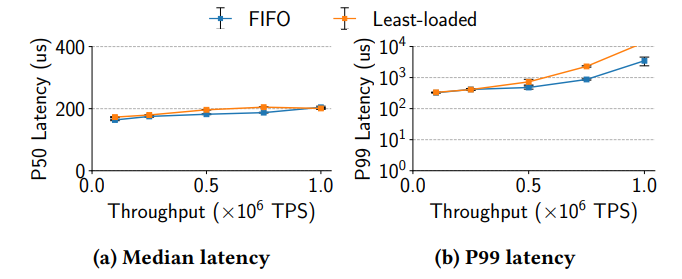 FIFO Least-loaded
P50 Latency (us)
400
200
0
0.0 0.5 1.0
Throughput (×10⁶ TPS)
(a) Median latency
P99 Latency (us)
10⁴
10³
10²
10¹
10⁰
0.0 0.5 1.0
Throughput (×10⁶ TPS)
(b) P99 latency